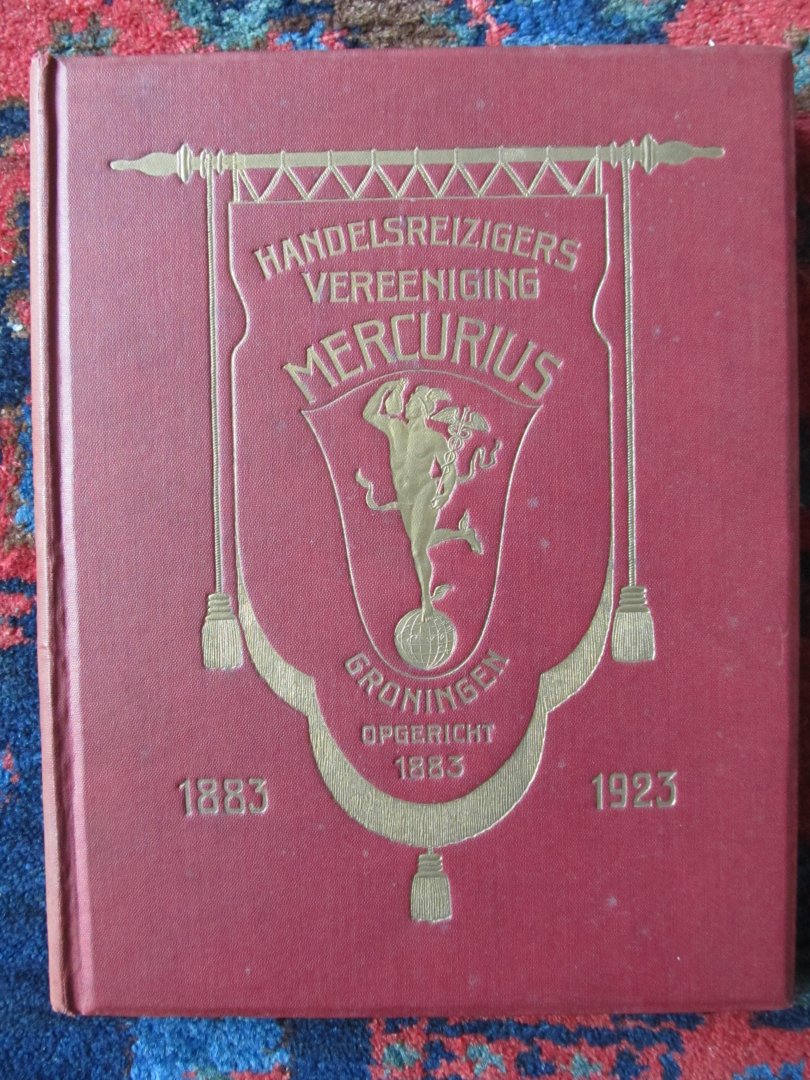 HANDELSREIZIGERS
VEREENIGING
MERCURIUS
GRONINGEN
OPGERICHT
1883
1883 1923